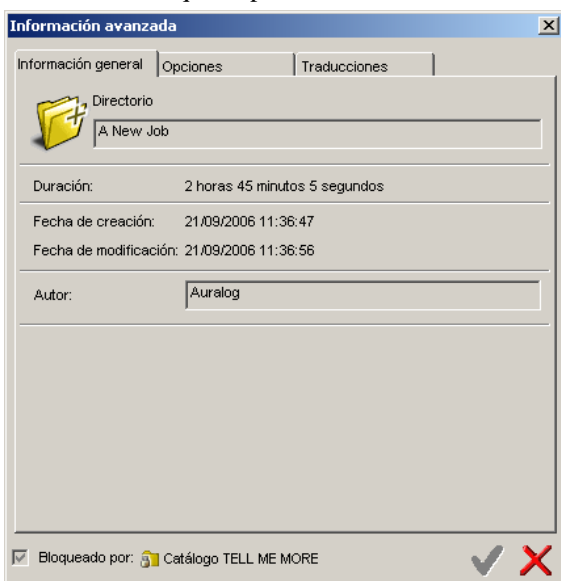 Información avanzada
Información general Opciones Traducciones
Directorio
A New Job
Duración: 2 horas 45 minutos 5 segundos
Fecha de creación: 21/09/2006 11:36:47
Fecha de modificación: 21/09/2006 11:36:56
Autor: Auralog
Bloqueado por: Catálogo TELL ME MORE